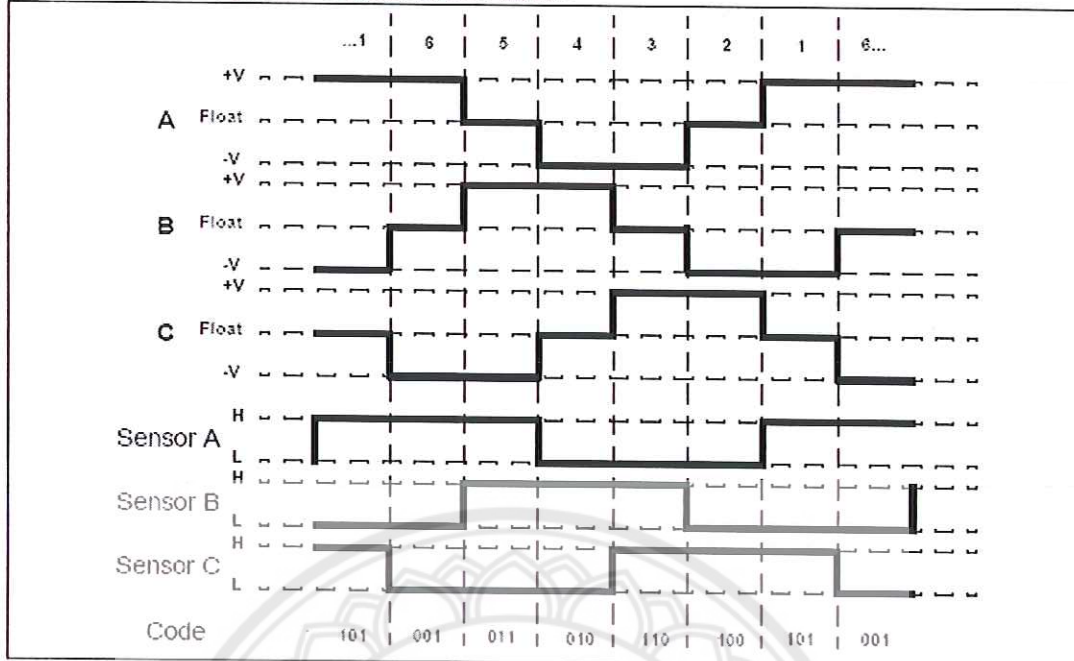 ...1 6 5 4 3 2 1 6...
+V
A Float
-V
+V
B Float
-V
+V
C Float
-V
H
Sensor A
L
H
Sensor B
L
H
Sensor C
L
Code 101 001 011 010 110 100 101 001